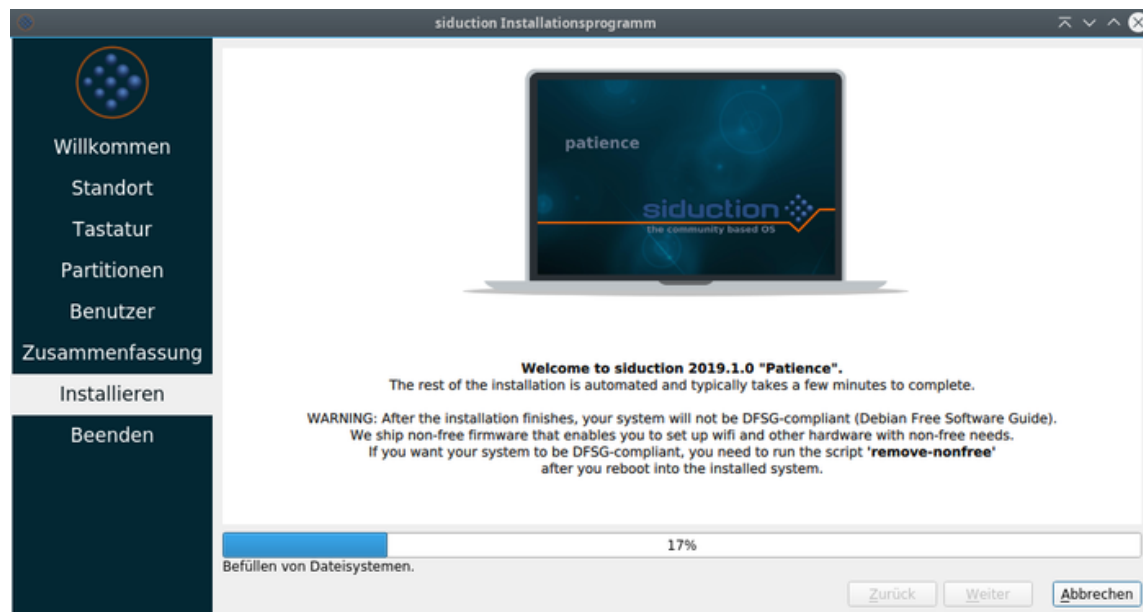 siduction Installationsprogramm
Willkommen
Standort
Tastatur
Partitionen
Benutzer
Zusammenfassung
Installieren
Beenden
patience
siduction
the community based OS
Welcome to siduction 2019.1.0 "Patience".
The rest of the installation is automated and typically takes a few minutes to complete.
WARNING: After the installation finishes, your system will not be DFSG-compliant (Debian Free Software Guide).
We ship non-free firmware that enables you to set up wifi and other hardware with non-free needs.
If you want your system to be DFSG-compliant, you need to run the script 'remove-nonfree'
after you reboot into the installed system.
17%
Befüllen von Dateisystemen.
Zurück
Weiter
Abbrechen